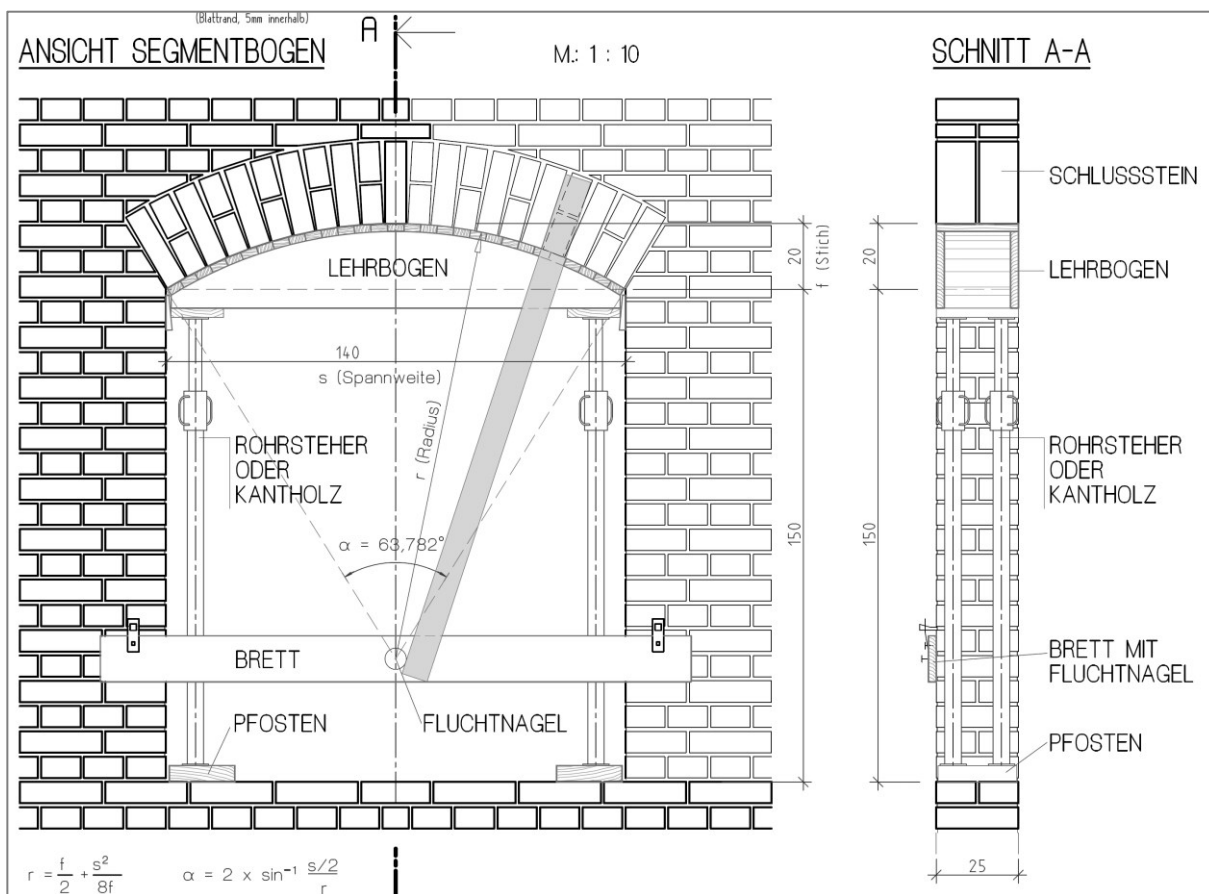 (Blattrand, 5mm innerhalb)
A
ANSICHT SEGMENTBOGEN
M.: 1 : 10
SCHNITT A-A
SCHLUSSSTEIN
20
f (Stich)
20
LEHRBOGEN
LEHRBOGEN
140
s (Spannweite)
r (Radius)
ROHRSTEHER
ODER
KANTHOLZ
ROHRSTEHER
ODER
KANTHOLZ
150
150
α = 63,782°
BRETT
BRETT MIT
FLUCHTNAGEL
PFOSTEN
FLUCHTNAGEL
PFOSTEN
r = f/2 + s²/8f
α = 2 x sin⁻¹ (s/2)/r
25